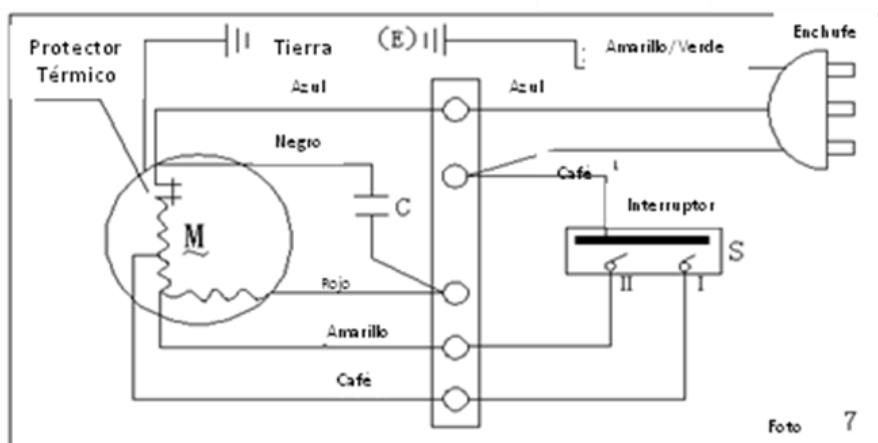 Enchufe
Protector
Térmico
Tierra
(E)
Amarillo/Verde
Azul
Azul
Negro
Café
C
Interruptor
M
S
Rojo
II
I
Amarillo
Café
Foto 7